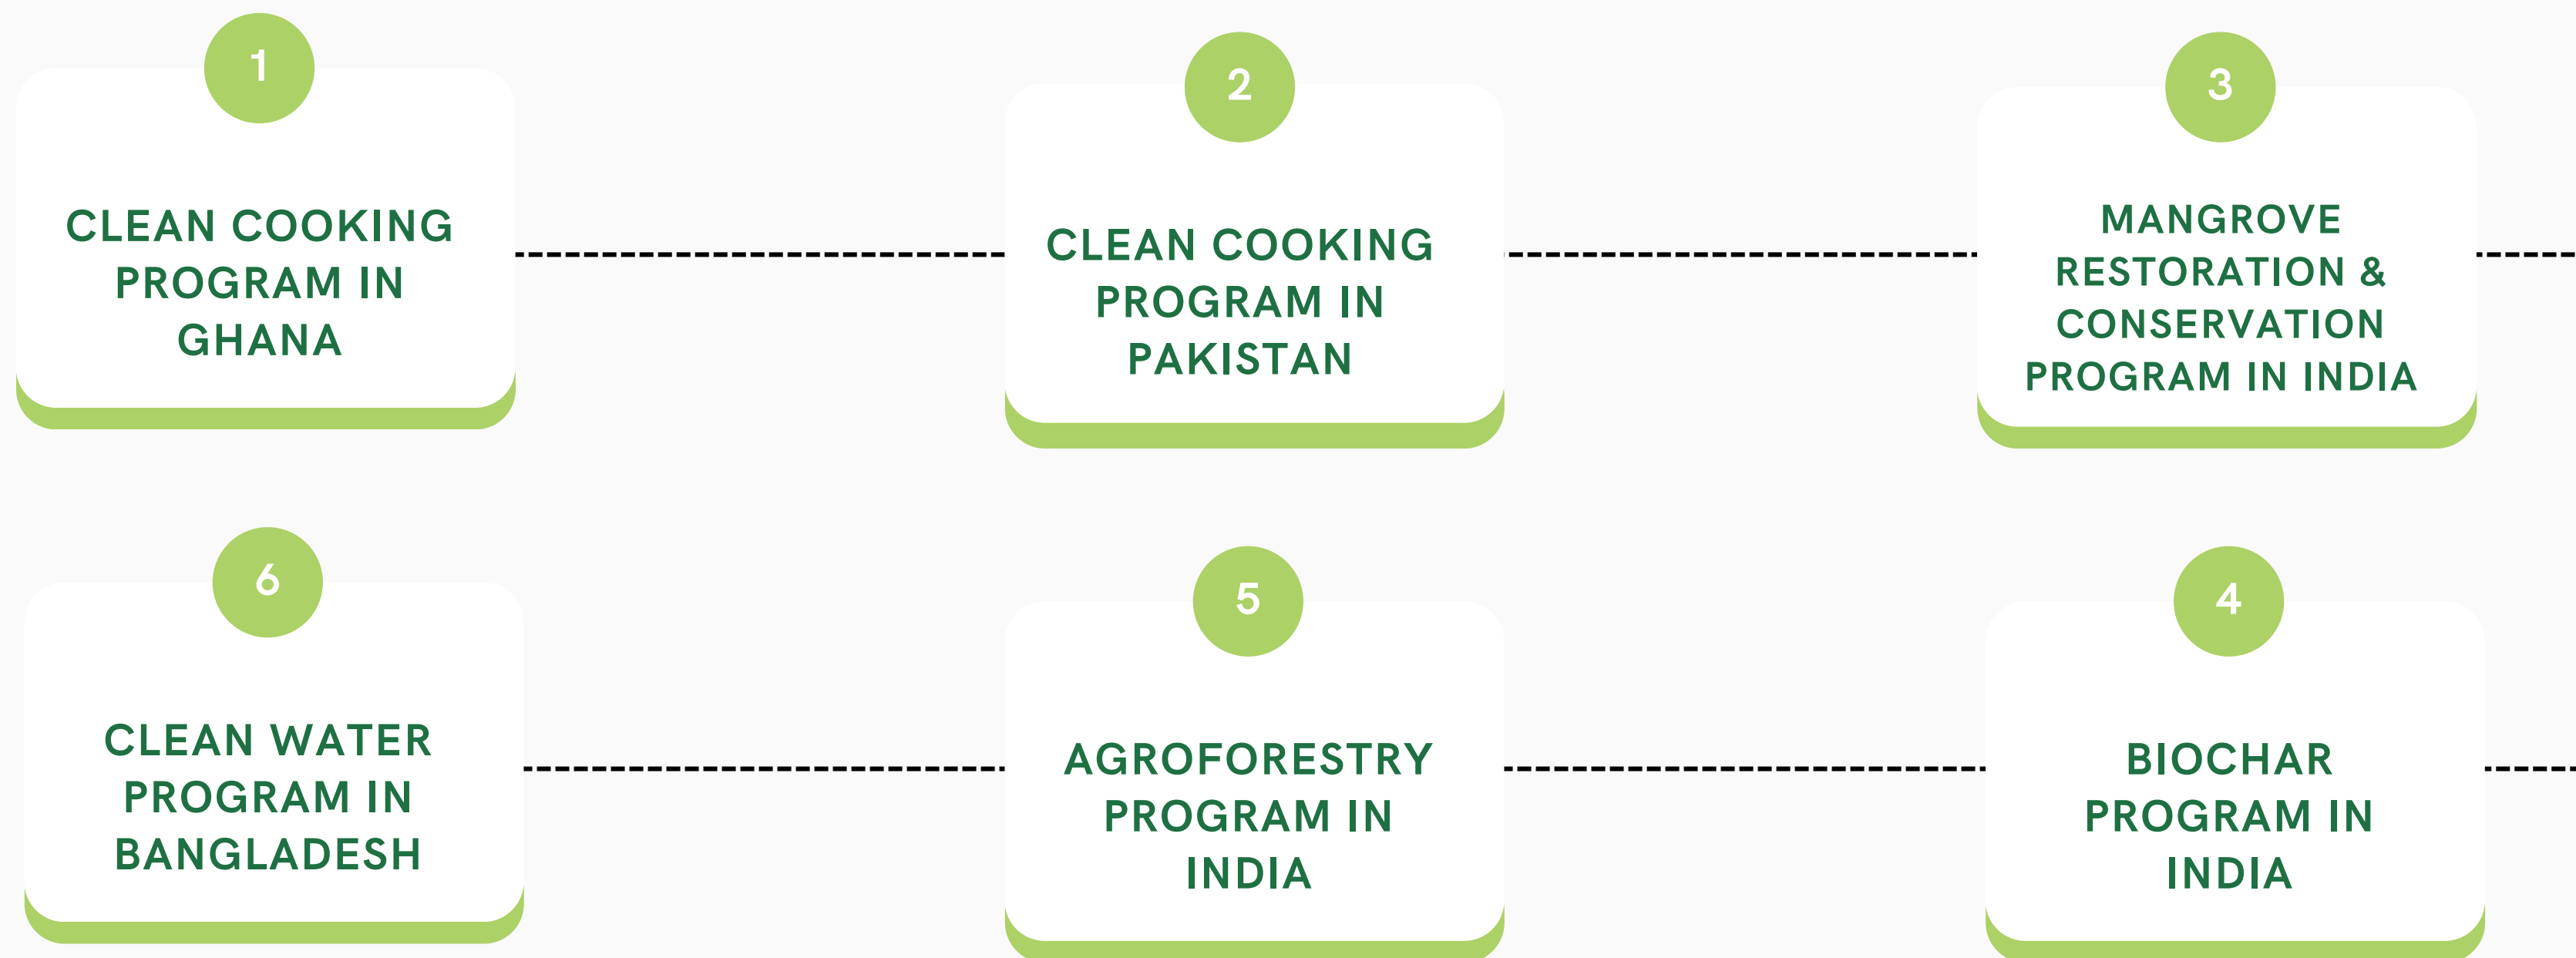 1
CLEAN COOKING
PROGRAM IN
GHANA
2
CLEAN COOKING
PROGRAM IN
PAKISTAN
3
MANGROVE
RESTORATION &
CONSERVATION
PROGRAM IN INDIA
6
CLEAN WATER
PROGRAM IN
BANGLADESH
5
AGROFORESTRY
PROGRAM IN
INDIA
4
BIOCHAR
PROGRAM IN
INDIA